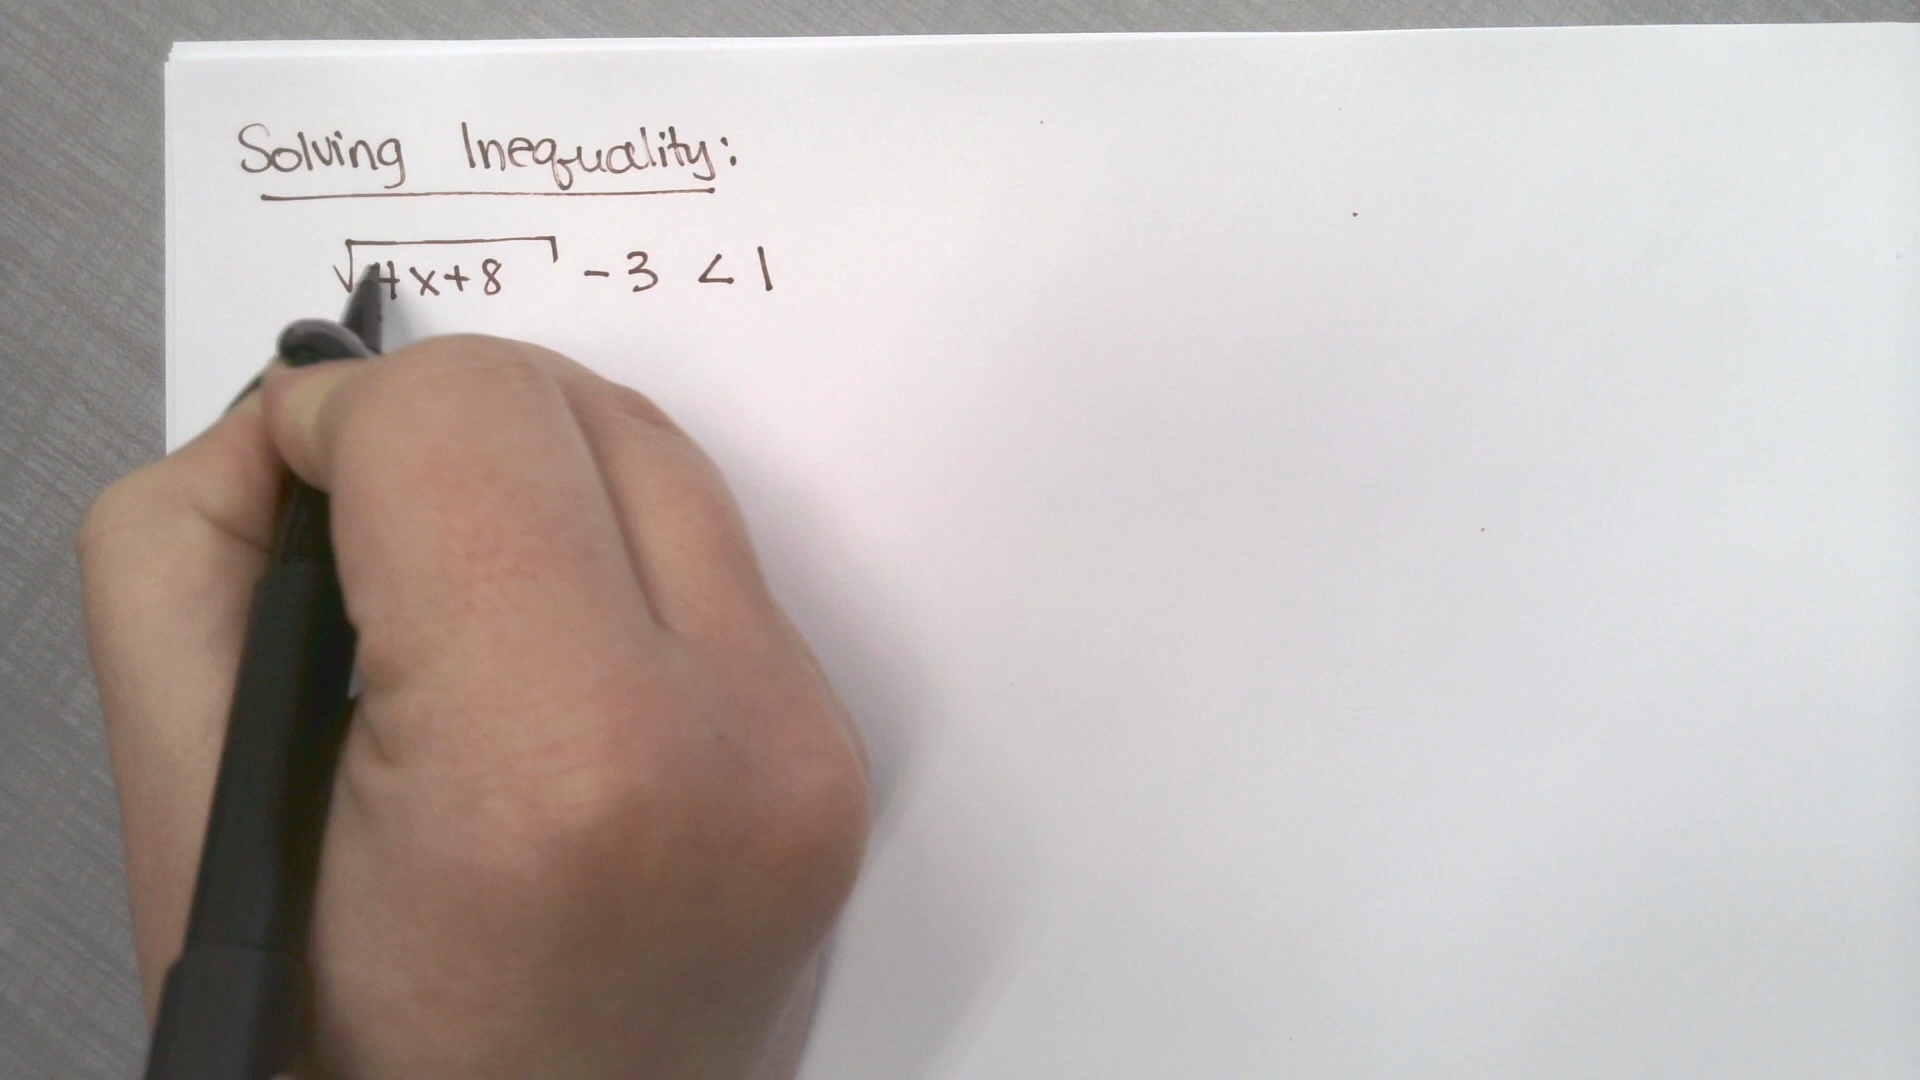 Solving Inequality:
√4x+8 - 3 < 1